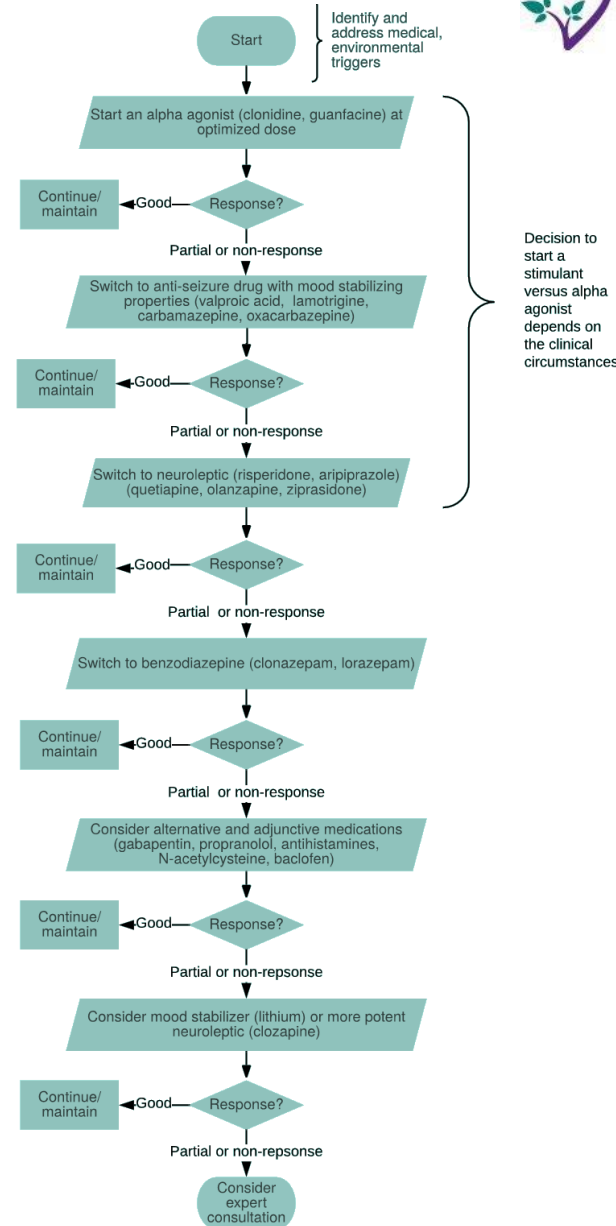 Identify and
address medical,
environmental
triggers
Start
Start an alpha agonist (clonidine, guanfacine) at
optimized dose
Continue/
maintain
Good
Response?
Partial or non-response
Decision to
start a
stimulant
versus alpha
agonist
depends on
the clinical
circumstances
Switch to anti-seizure drug with mood stabilizing
properties (valproic acid, lamotrigine,
carbamazepine, oxacarbazepine)
Continue/
maintain
Good
Response?
Partial or non-response
Switch to neuroleptic (risperidone, aripiprazole)
(quetiapine, olanzapine, ziprasidone)
Continue/
maintain
Good
Response?
Partial or non-response
Switch to benzodiazepine (clonazepam, lorazepam)
Continue/
maintain
Good
Response?
Partial or non-response
Consider alternative and adjunctive medications
(gabapentin, propranolol, antihistamines,
N-acetylcysteine, baclofen)
Continue/
maintain
Good
Response?
Partial or non-repsonse
Consider mood stabilizer (lithium) or more potent
neuroleptic (clozapine)
Continue/
maintain
Good
Response?
Partial or non-repsonse
Consider
expert
consultation